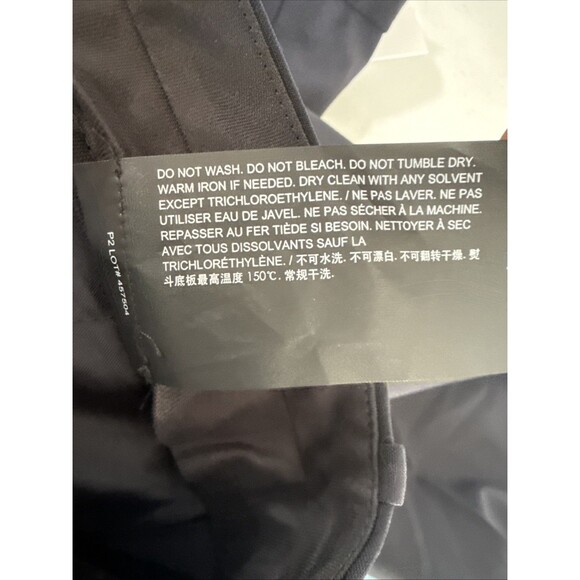 DO NOT WASH. DO NOT BLEACH. DO NOT TUMBLE DRY.
WARM IRON IF NEEDED. DRY CLEAN WITH ANY SOLVENT
EXCEPT TRICHLOROETHYLENE. / NE PAS LAVER. NE PAS
UTILISER EAU DE JAVEL. NE PAS SÉCHER À LA MACHINE.
REPASSER AU FER TIÈDE SI BESOIN. NETTOYER À SEC
AVEC TOUS DISSOLVANTS SAUF LA
TRICHLORÉTHYLÈNE. / 不可水洗. 不可漂白. 不可翻转干燥. 熨
斗底板最高温度 150℃. 常规干洗.
P2 LOT# 457504